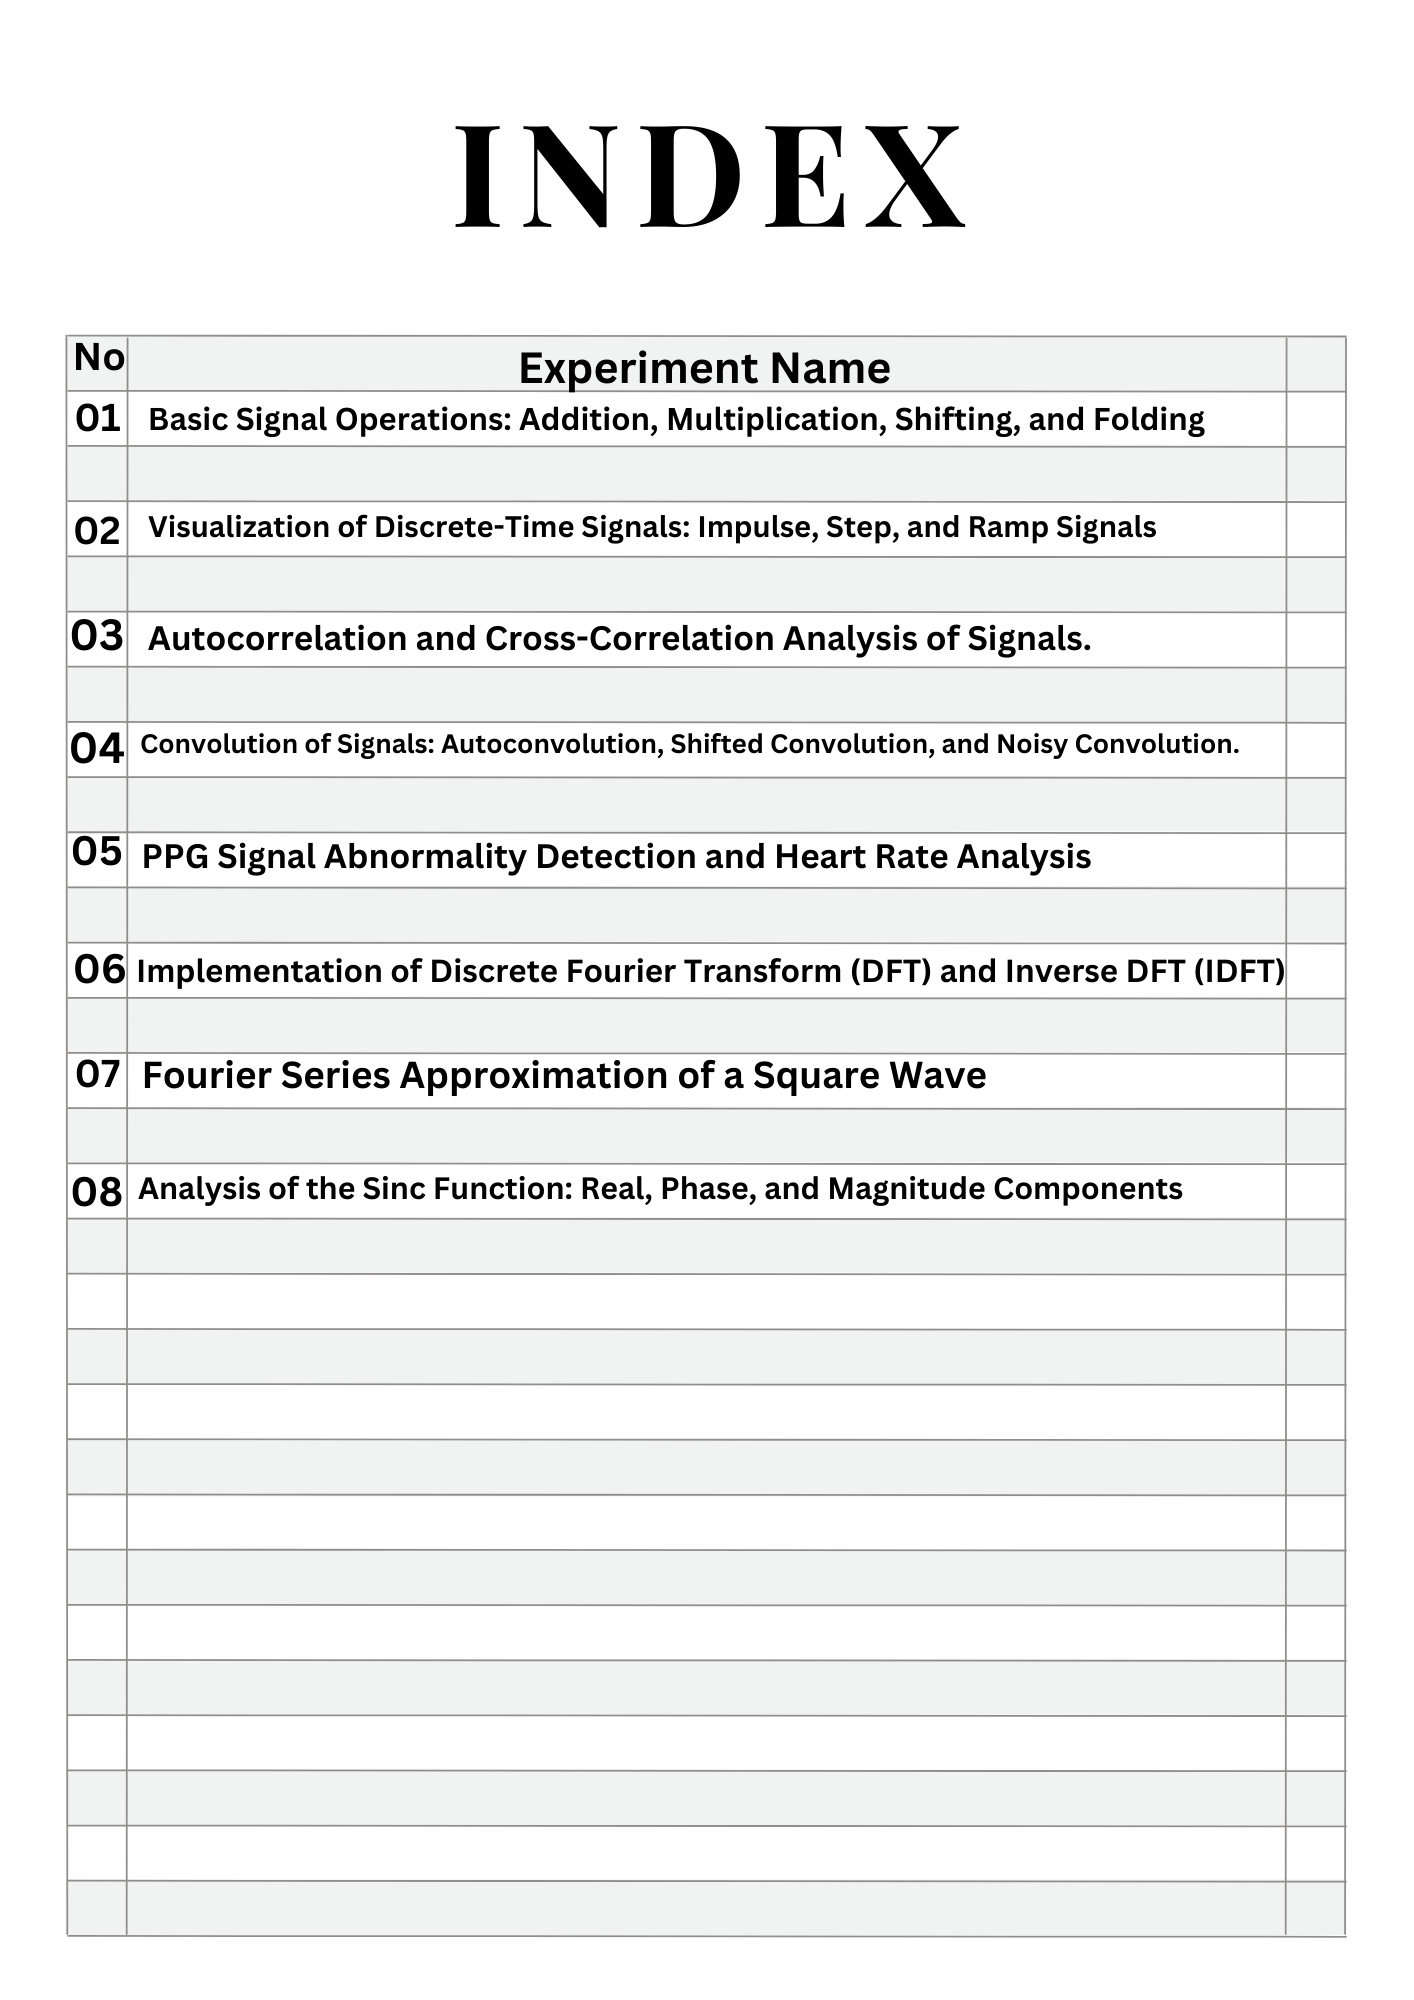 INDEX
No Experiment Name
01 Basic Signal Operations: Addition, Multiplication, Shifting, and Folding
02 Visualization of Discrete-Time Signals: Impulse, Step, and Ramp Signals
03 Autocorrelation and Cross-Correlation Analysis of Signals.
04 Convolution of Signals: Autoconvolution, Shifted Convolution, and Noisy Convolution.
05 PPG Signal Abnormality Detection and Heart Rate Analysis
06 Implementation of Discrete Fourier Transform (DFT) and Inverse DFT (IDFT)
07 Fourier Series Approximation of a Square Wave
08 Analysis of the Sinc Function: Real, Phase, and Magnitude Components